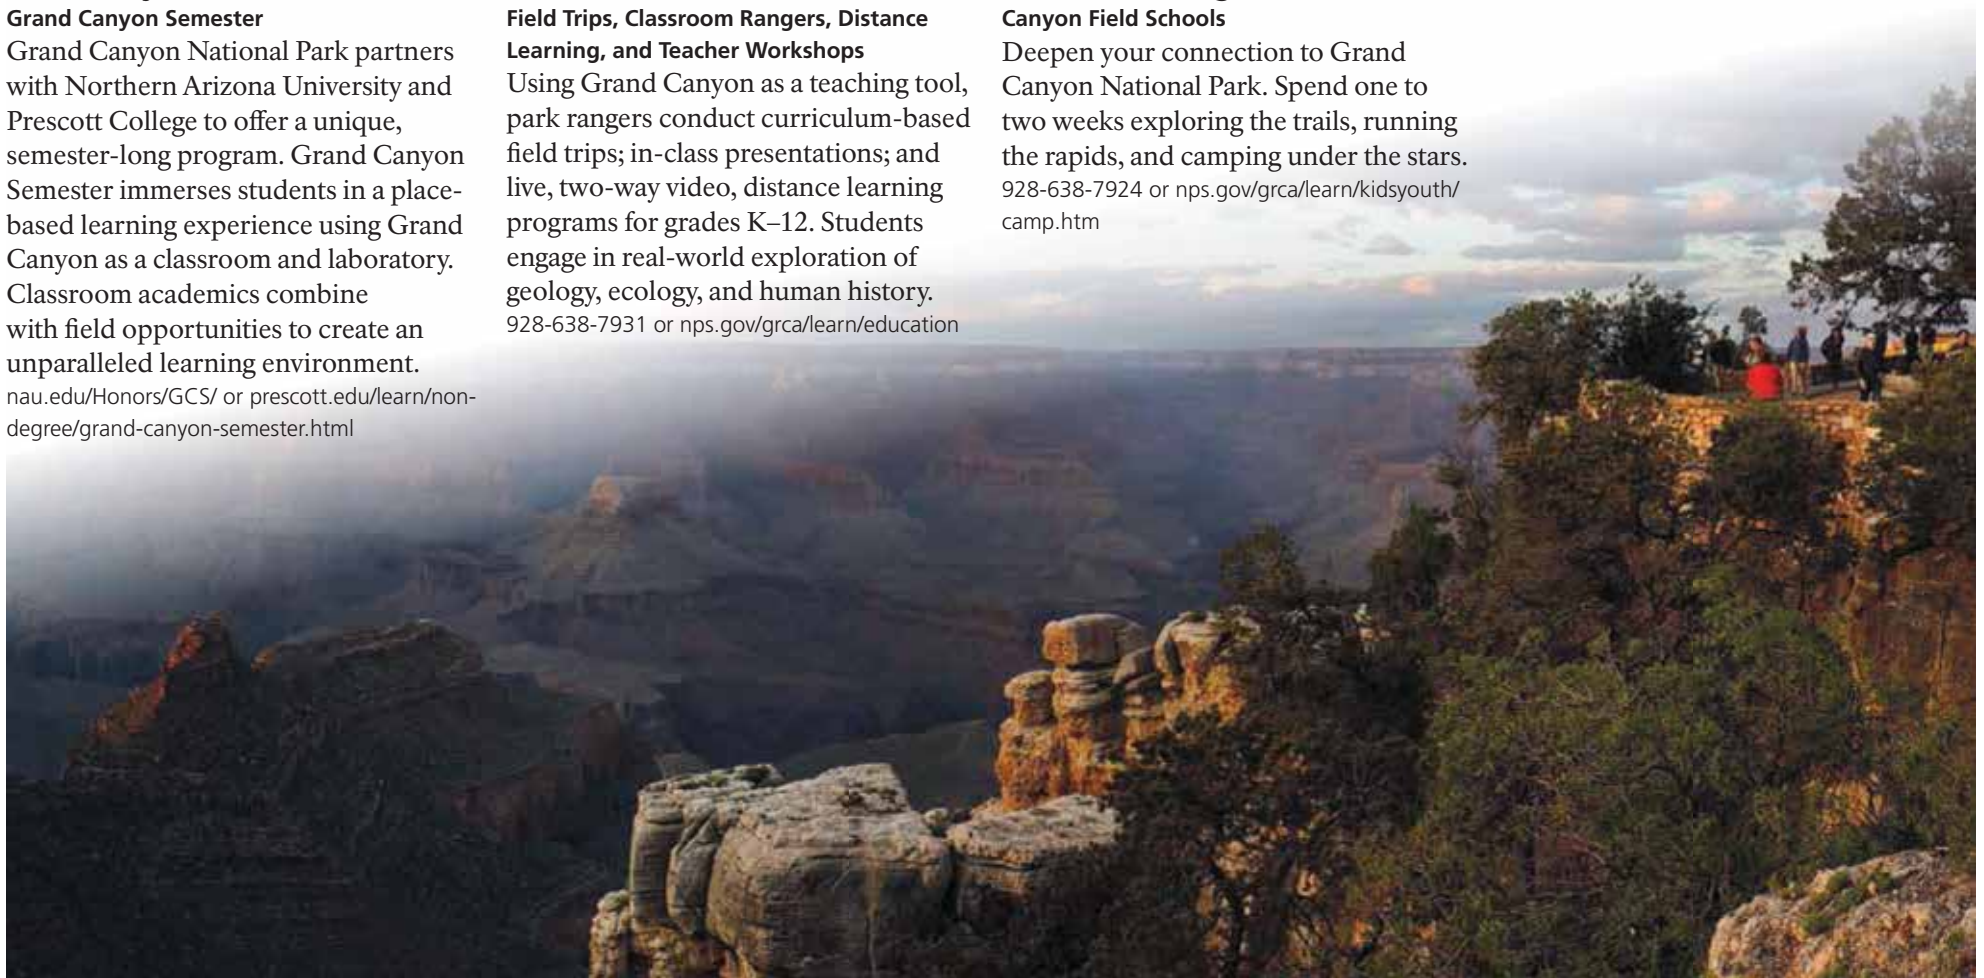 Grand Canyon Semester
Grand Canyon National Park partners
with Northern Arizona University and
Prescott College to offer a unique,
semester-long program. Grand Canyon
Semester immerses students in a place-
based learning experience using Grand
Canyon as a classroom and laboratory.
Classroom academics combine
with field opportunities to create an
unparalleled learning environment.
nau.edu/Honors/GCS/ or prescott.edu/learn/non-
degree/grand-canyon-semester.html
Field Trips, Classroom Rangers, Distance
Learning, and Teacher Workshops
Using Grand Canyon as a teaching tool,
park rangers conduct curriculum-based
field trips; in-class presentations; and
live, two-way video, distance learning
programs for grades K–12. Students
engage in real-world exploration of
geology, ecology, and human history.
928-638-7931 or nps.gov/grca/learn/education
Canyon Field Schools
Deepen your connection to Grand
Canyon National Park. Spend one to
two weeks exploring the trails, running
the rapids, and camping under the stars.
928-638-7924 or nps.gov/grca/learn/kidsyouth/
camp.htm